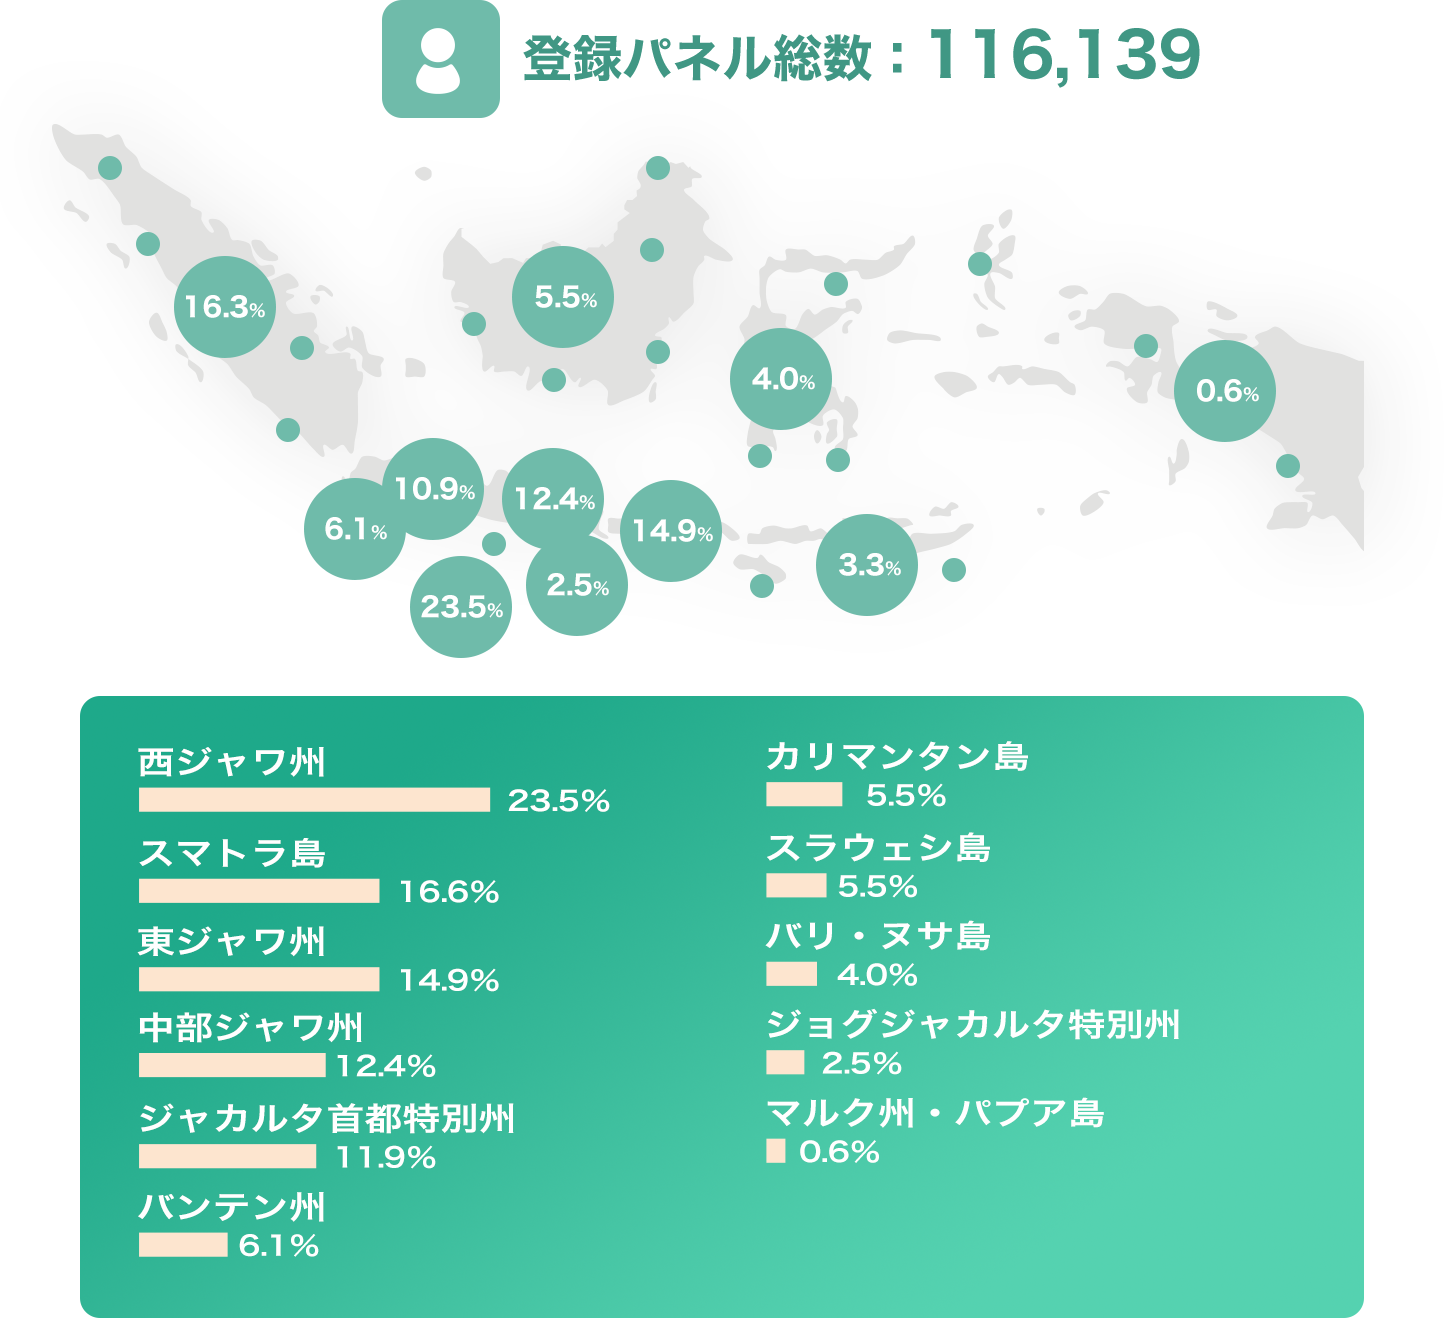 登録パネル総数：116,139
16.3%
5.5%
4.0%
0.6%
10.9%
6.1%
12.4%
14.9%
3.3%
2.5%
23.5%
西ジャワ州
23.5%
スマトラ島
16.6%
東ジャワ州
14.9%
中部ジャワ州
12.4%
ジャカルタ首都特別州
11.9%
バンテン州
6.1%
カリマンタン島
5.5%
スラウェシ島
5.5%
バリ・ヌサ島
4.0%
ジョグジャカルタ特別州
2.5%
マルク州・パプア島
0.6%